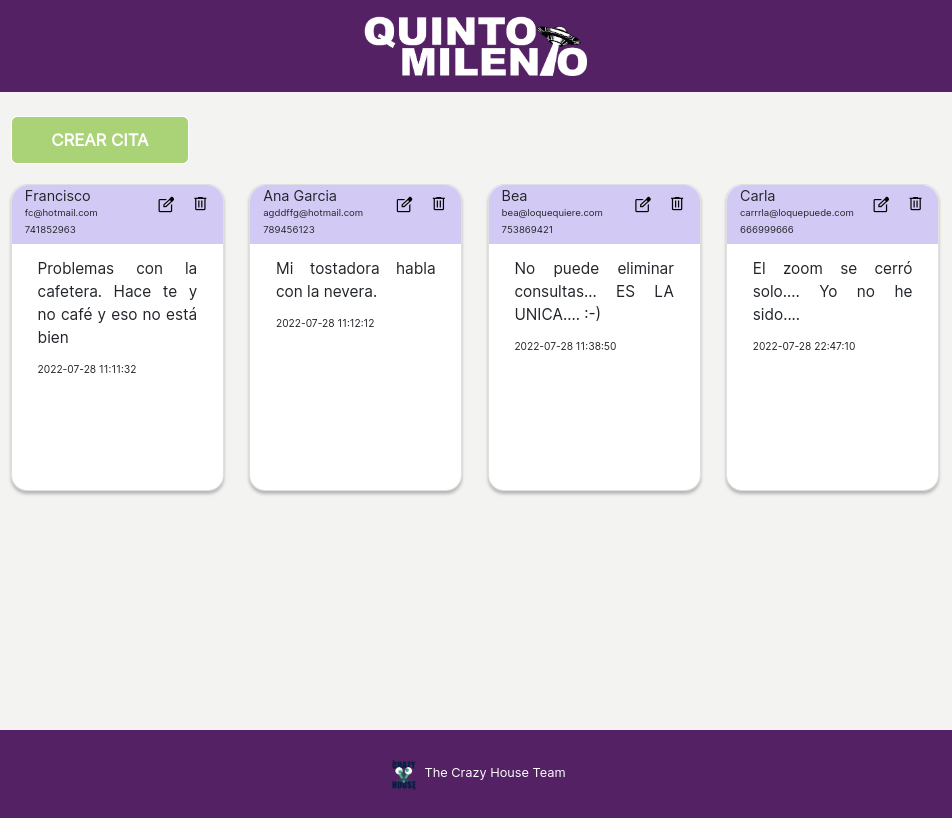 QUINTO
MILENIO
CREAR CITA
Francisco
fc@hotmail.com
741852963
Problemas con la
cafetera. Hace te y
no café y eso no está
bien
2022-07-28 11:11:32
Ana Garcia
agddffg@hotmail.com
789456123
Mi tostadora habla
con la nevera.
2022-07-28 11:12:12
Bea
bea@loquequiere.com
753869421
No puede eliminar
consultas... ES LA
UNICA.... :-)
2022-07-28 11:38:50
Carla
carrrla@loquepuede.com
666999666
El zoom se cerró
solo.... Yo no he
sido....
2022-07-28 22:47:10
CRAZY
HOUSE
The Crazy House Team